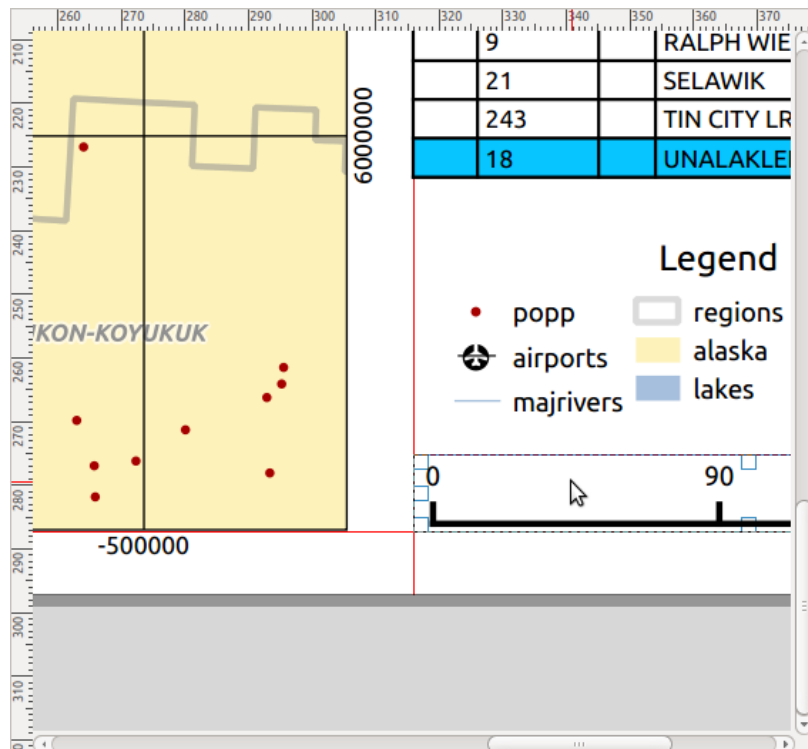 260 270 280 290 300 310 320 330 340 350 360 370
210
220
230
240
250
260
270
280
290
300
310
9 RALPH WIE
21 SELAWIK
243 TIN CITY LR
18 UNALAKLE
6000000
KON-KOYUKUK
Legend
popp regions
airports alaska
majrivers lakes
0 90
-500000